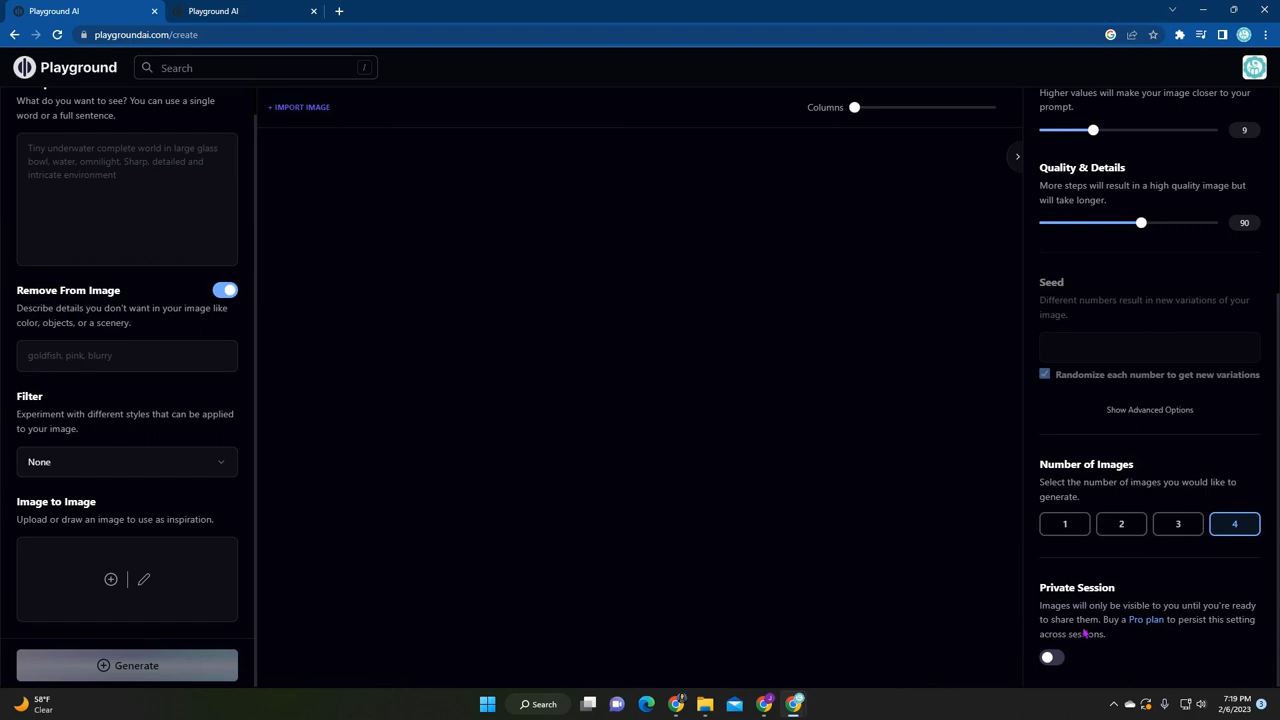 Playground AI
Playground AI
playgroundai.com/create
Playground
Search
/
What do you want to see? You can use a single
word or a full sentence.
Tiny underwater complete world in large glass
bowl, water, omnilight, Sharp, detailed and
intricate environment
Remove From Image
Describe details you don't want in your image like
color, objects, or a scenery.
goldfish, pink, blurry
Filter
Experiment with different styles that can be applied
to your image.
None
Image to Image
Upload or draw an image to use as inspiration.
Generate
+ IMPORT IMAGE
Columns
Higher values will make your image closer to your
prompt.
9
Quality & Details
More steps will result in a high quality image but
will take longer.
90
Seed
Different numbers result in new variations of your
image.
Randomize each number to get new variations
Show Advanced Options
Number of Images
Select the number of images you would like to
generate.
1 2 3 4
Private Session
Images will only be visible to you until you're ready
to share them. Buy a Pro plan to persist this setting
across sessions.
58°F
Clear
Search
7:19 PM
2/6/2023
3